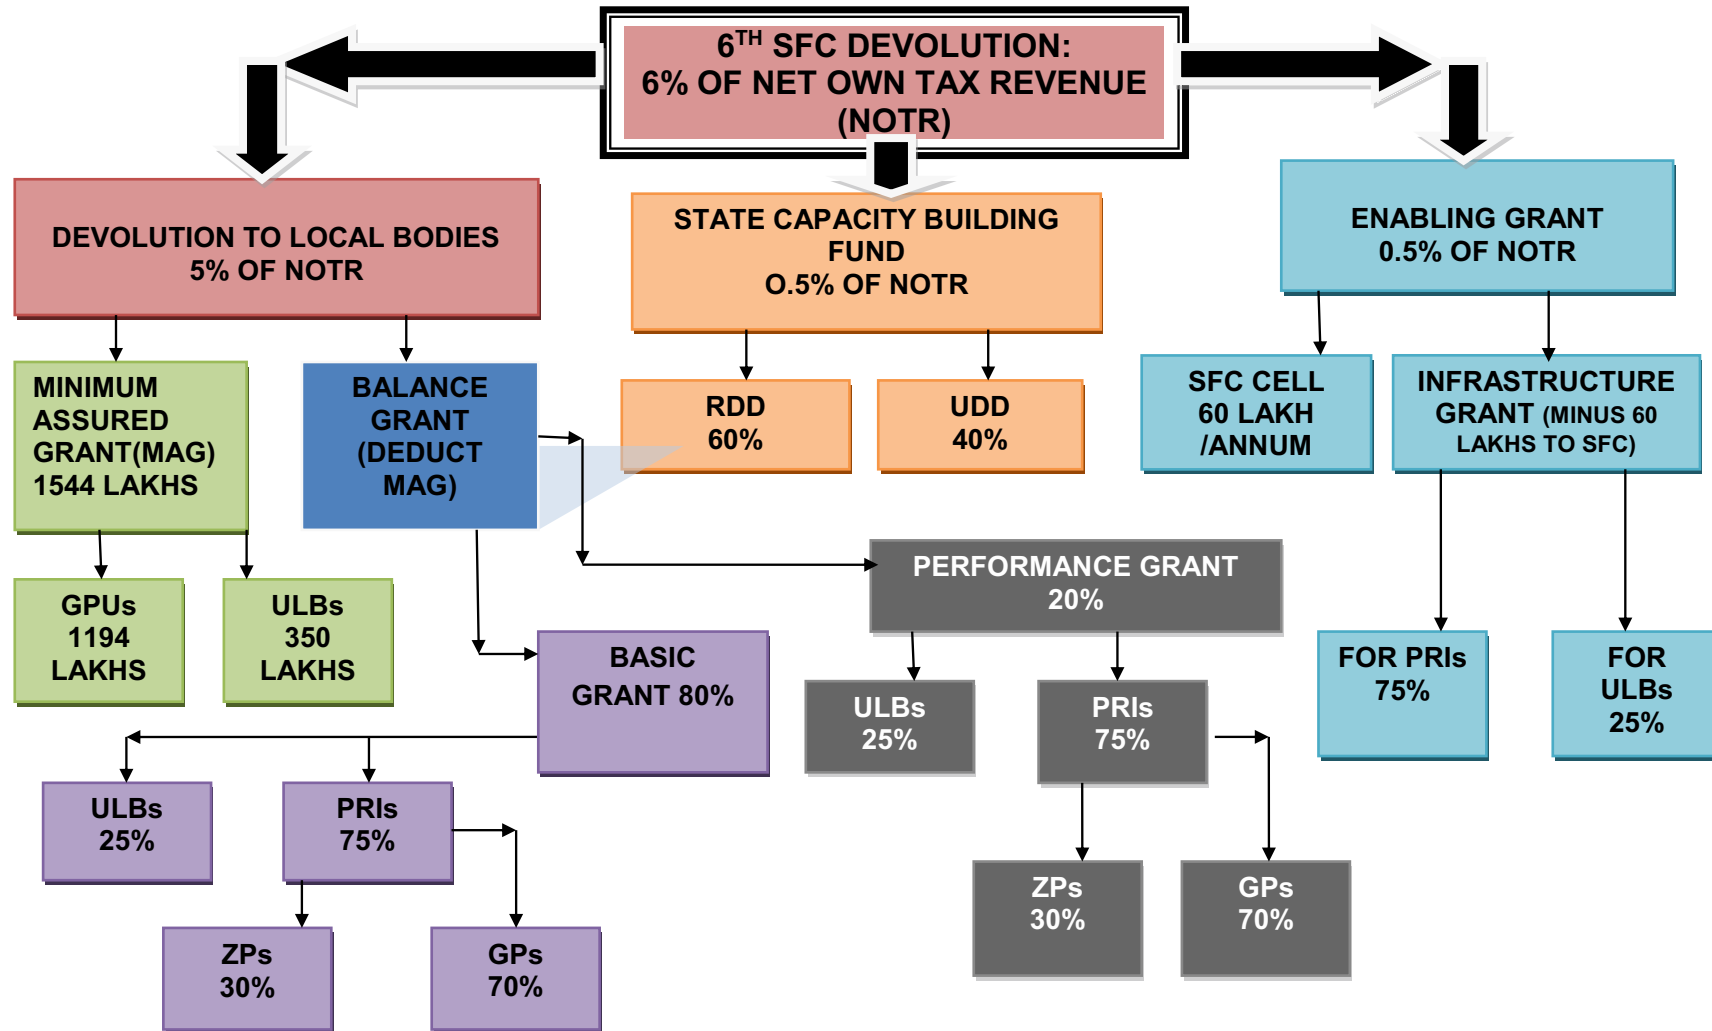 6TH SFC DEVOLUTION:
6% OF NET OWN TAX REVENUE
(NOTR)
DEVOLUTION TO LOCAL BODIES
5% OF NOTR
STATE CAPACITY BUILDING
FUND
O.5% OF NOTR
ENABLING GRANT
0.5% OF NOTR
MINIMUM
ASSURED
GRANT(MAG)
1544 LAKHS
BALANCE
GRANT
(DEDUCT
MAG)
RDD
60%
UDD
40%
SFC CELL
60 LAKH
/ANNUM
INFRASTRUCTURE
GRANT (MINUS 60
LAKHS TO SFC)
GPUs
1194
LAKHS
ULBs
350
LAKHS
PERFORMANCE GRANT
20%
BASIC
GRANT 80%
ULBs
25%
PRIs
75%
FOR PRIs
75%
FOR
ULBs
25%
ULBs
25%
PRIs
75%
ZPs
30%
GPs
70%
ZPs
30%
GPs
70%